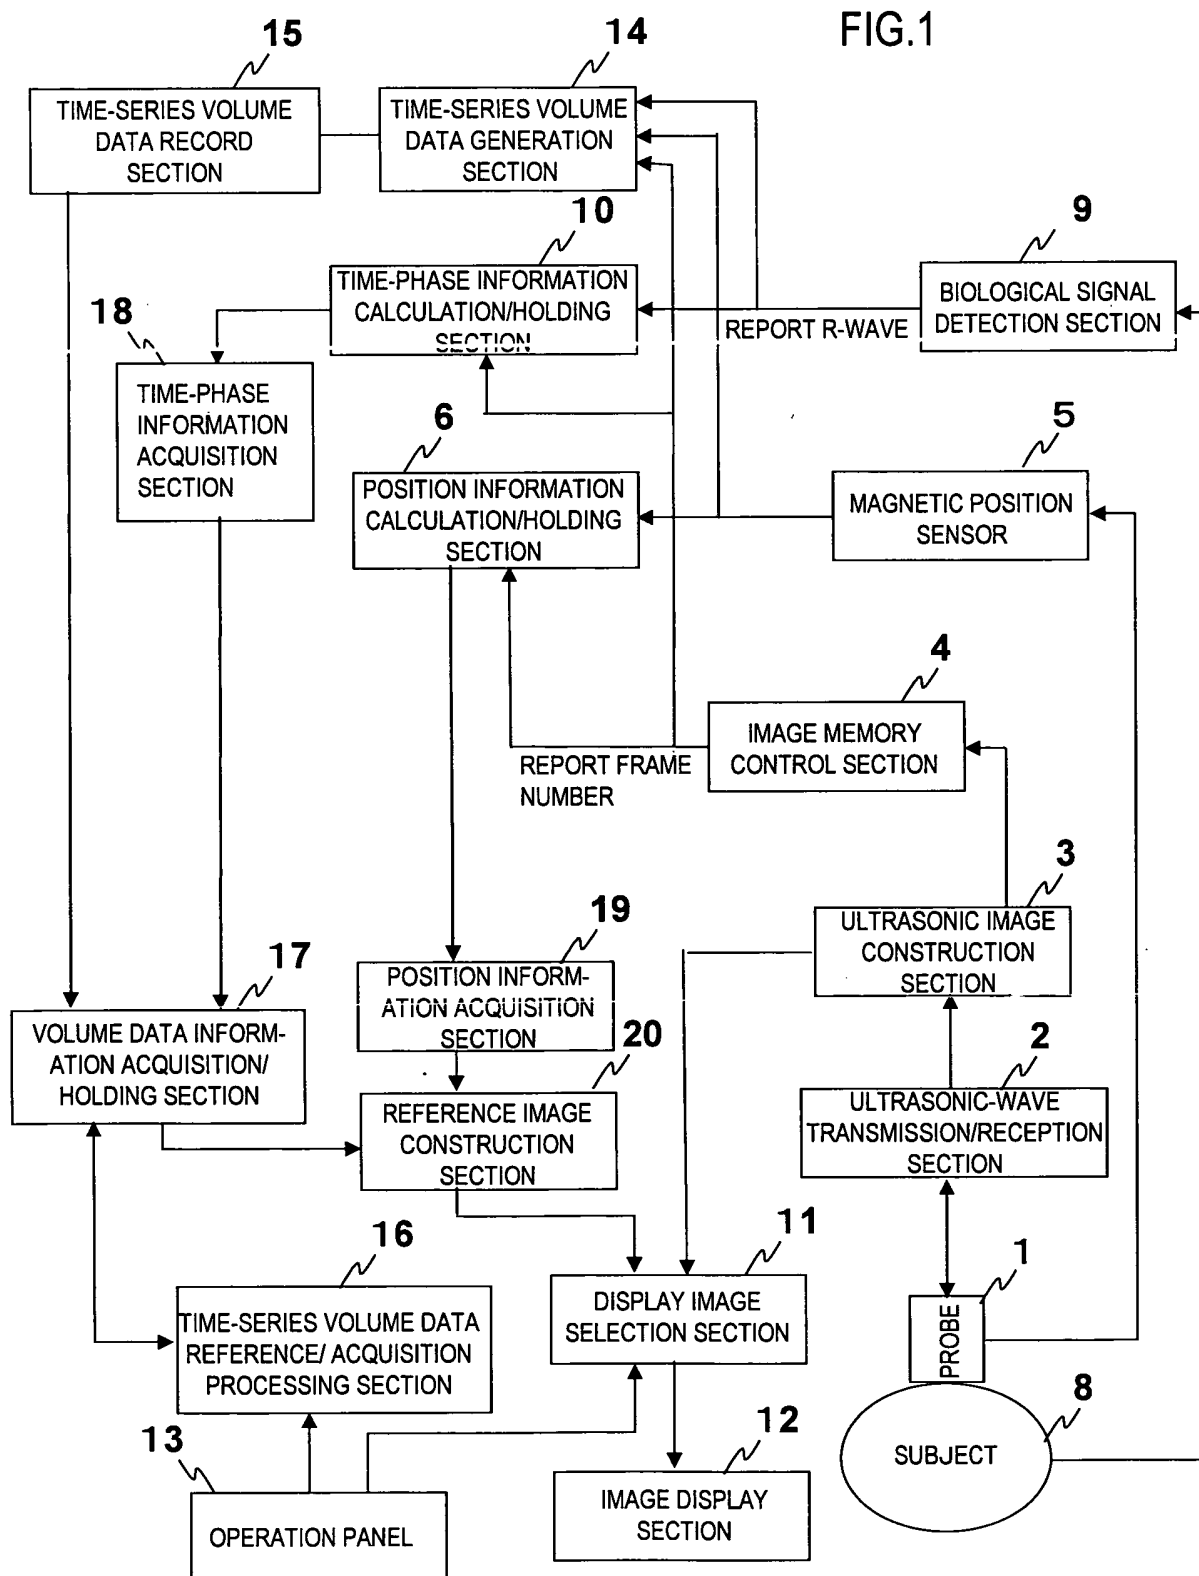 FIG.1
15
TIME-SERIES VOLUME
DATA RECORD
SECTION
14
TIME-SERIES VOLUME
DATA GENERATION
SECTION
10
TIME-PHASE INFORMATION
CALCULATION/HOLDING
SECTION
9
BIOLOGICAL SIGNAL
DETECTION SECTION
REPORT R-WAVE
18
TIME-PHASE
INFORMATION
ACQUISITION
SECTION
6
POSITION INFORMATION
CALCULATION/HOLDING
SECTION
5
MAGNETIC POSITION
SENSOR
4
IMAGE MEMORY
CONTROL SECTION
REPORT FRAME
NUMBER
3
ULTRASONIC IMAGE
CONSTRUCTION
SECTION
19
POSITION INFORM-
ATION ACQUISITION
SECTION
17
VOLUME DATA INFORM-
ATION ACQUISITION/
HOLDING SECTION
20
REFERENCE IMAGE
CONSTRUCTION
SECTION
2
ULTRASONIC-WAVE
TRANSMISSION/RECEPTION
SECTION
16
TIME-SERIES VOLUME DATA
REFERENCE/ ACQUISITION
PROCESSING SECTION
11
DISPLAY IMAGE
SELECTION SECTION
1
PROBE
8
SUBJECT
13
OPERATION PANEL
12
IMAGE DISPLAY
SECTION